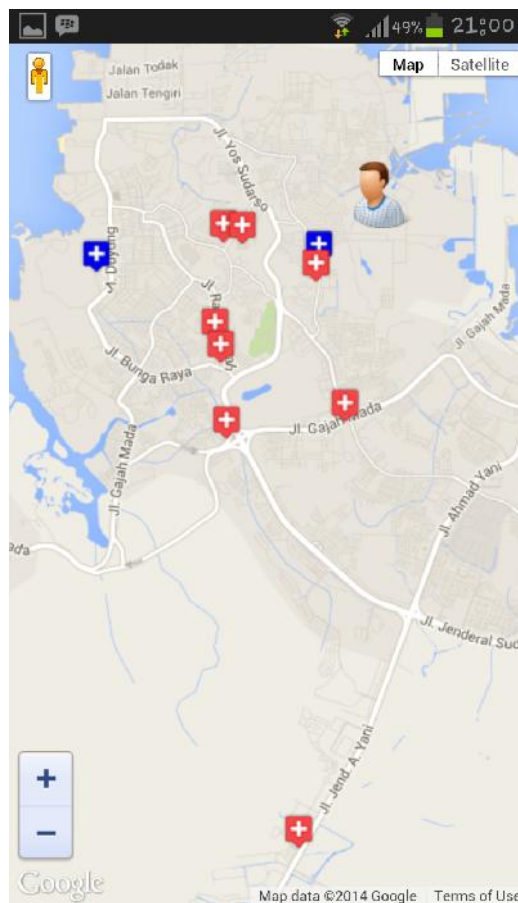 49% 21:00
Map Satellite
Jalan Todak
Jalan Tengiri
Jl. Yos Sudarso
Jl. Bunga Raya
Jl. Gajah Mada
Jl. Gajah Mada
Jl. Gajah Mada
Jl. Ahmad Yani
ada
Jl. Jenderal Sud
Jl. Jend. A. Yani
+
−
Google
Map data ©2014 Google Terms of Use